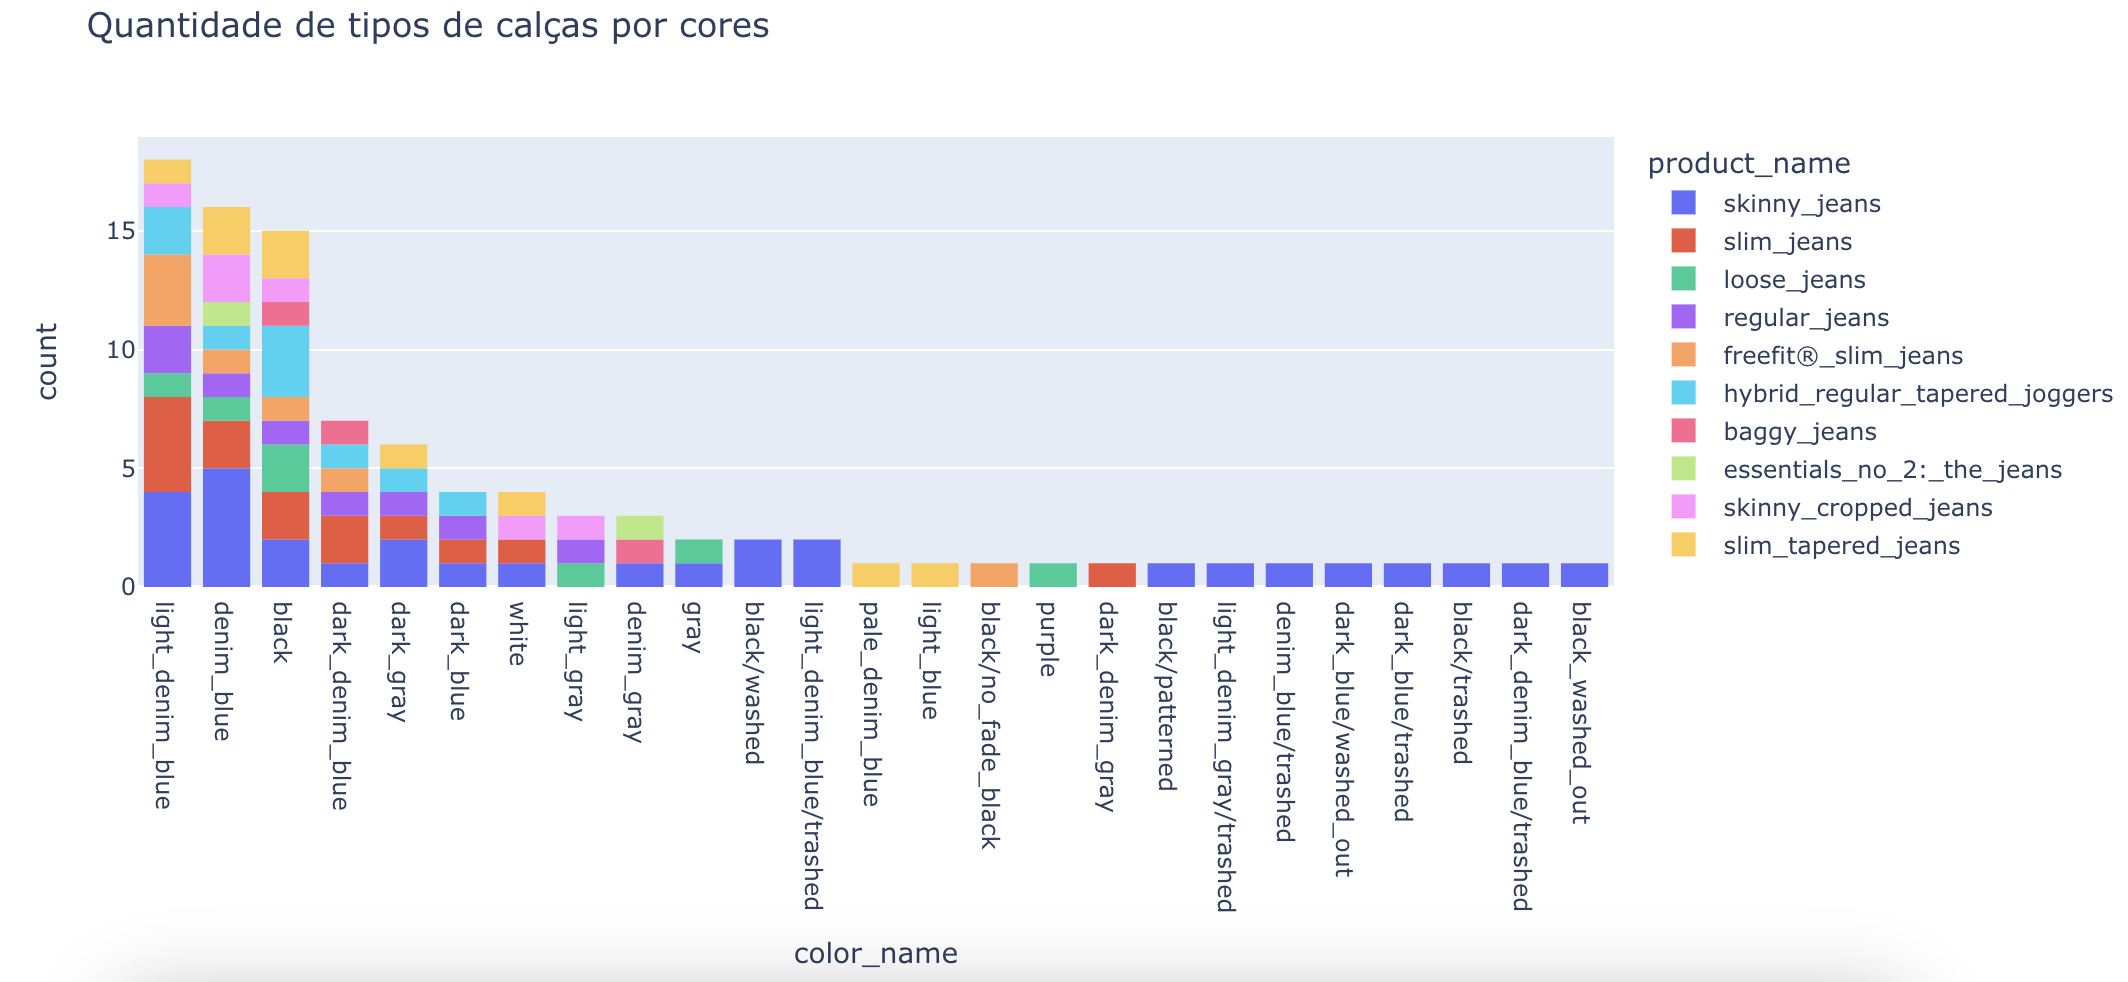 Quantidade de tipos de calças por cores
count
15
10
5
0
light_denim_blue
denim_blue
black
dark_denim_blue
dark_gray
dark_blue
white
light_gray
denim_gray
gray
black/washed
light_denim_blue/trashed
pale_denim_blue
light_blue
black/no_fade_black
purple
dark_denim_gray
black/patterned
light_denim_gray/trashed
denim_blue/trashed
dark_blue/washed_out
dark_blue/trashed
black/trashed
dark_denim_blue/trashed
black_washed_out
color_name
product_name
skinny_jeans
slim_jeans
loose_jeans
regular_jeans
freefit®_slim_jeans
hybrid_regular_tapered_joggers
baggy_jeans
essentials_no_2:_the_jeans
skinny_cropped_jeans
slim_tapered_jeans